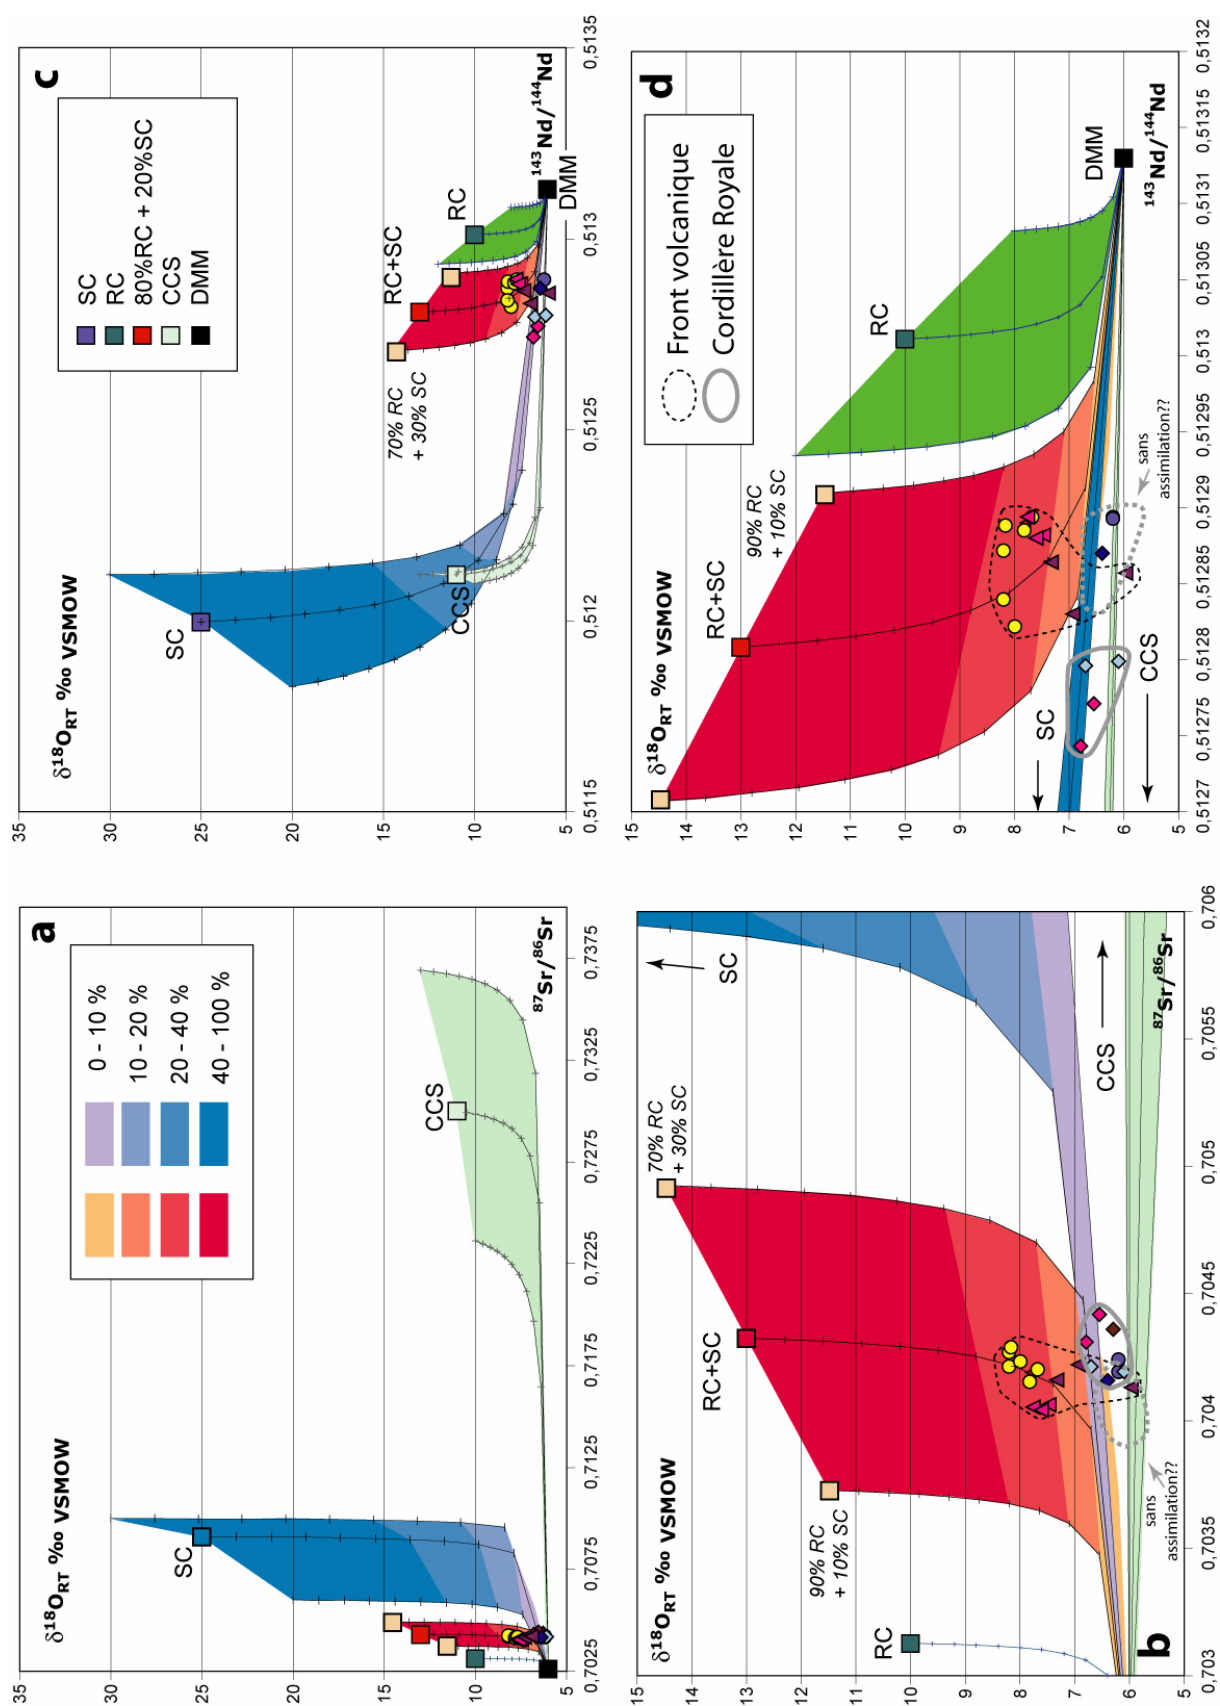 a
δ18ORT ‰ VSMOW
35
30
25
20
15
10
5
0 - 10 %
10 - 20 %
20 - 40 %
40 - 100 %
SC
CCS
87Sr/86Sr
0,7025
0,7075
0,7125
0,7175
0,7225
0,7275
0,7325
0,7375
c
δ18ORT ‰ VSMOW
35
30
25
20
15
10
5
SC
RC
80%RC + 20%SC
CCS
DMM
SC
CCS
70% RC
+ 30% SC
RC+SC
RC
DMM
143Nd/144Nd
0,5115
0,512
0,5125
0,513
0,5135
b
δ18ORT ‰ VSMOW
15
14
13
12
11
10
9
8
7
6
5
RC
90% RC
+ 10% SC
RC+SC
70% RC
+ 30% SC
SC
CCS
sans
assimilation??
87Sr/86Sr
0,703
0,7035
0,704
0,7045
0,705
0,7055
0,706
d
δ18ORT ‰ VSMOW
15
14
13
12
11
10
9
8
7
6
5
Front volcanique
Cordillère Royale
RC+SC
90% RC
+ 10% SC
RC
SC
CCS
sans
assimilation??
DMM
143Nd/144Nd
0,5127
0,51275
0,5128
0,51285
0,5129
0,51295
0,513
0,51305
0,5131
0,51315
0,5132